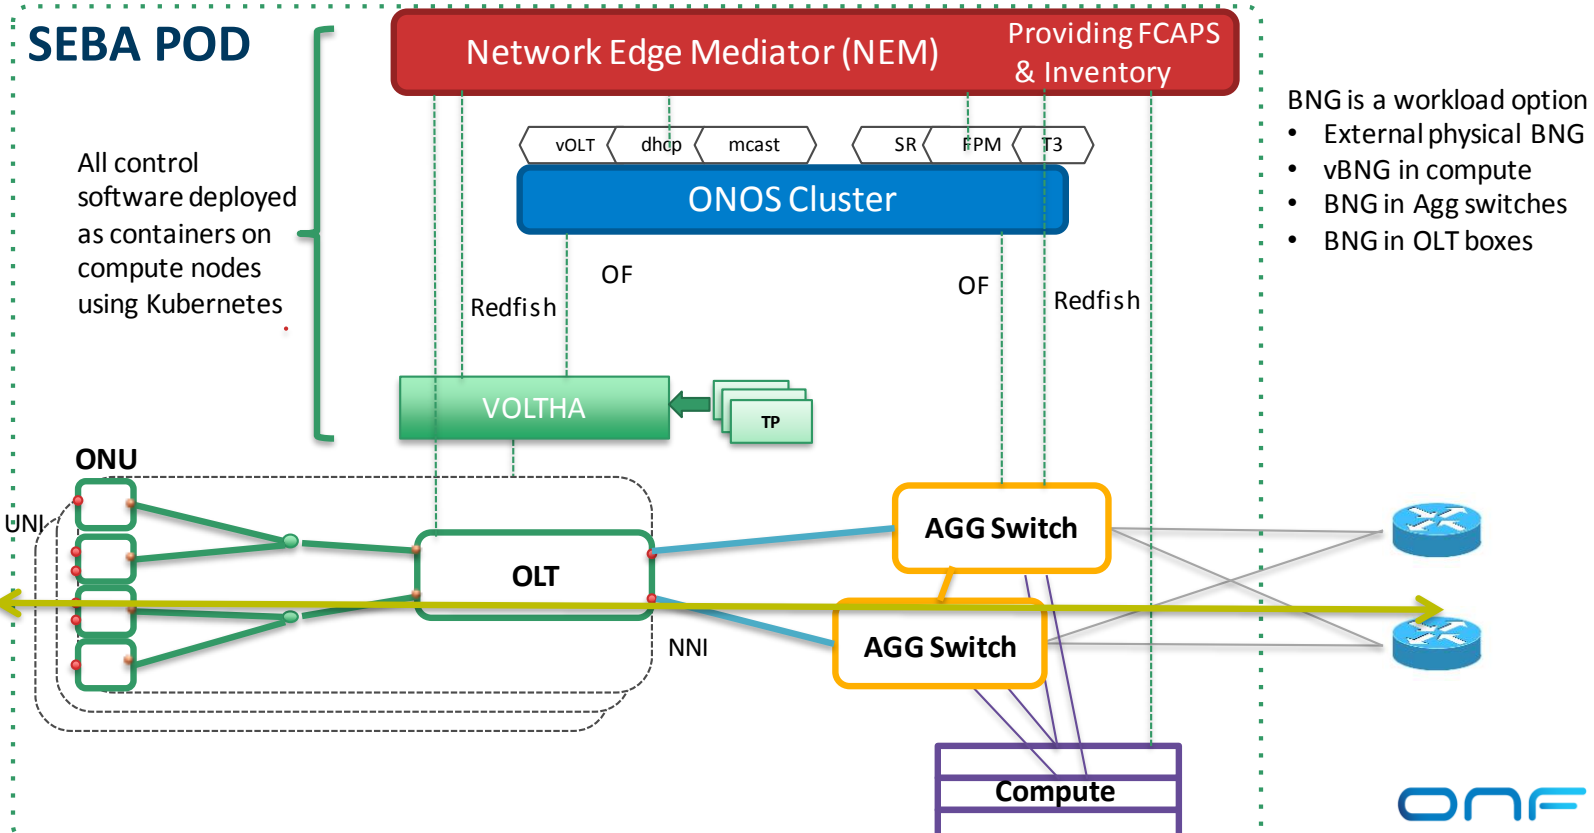 SEBA POD
Network Edge Mediator (NEM)
Providing FCAPS
& Inventory
BNG is a workload option
• External physical BNG
• vBNG in compute
• BNG in Agg switches
• BNG in OLT boxes
All control
software deployed
as containers on
compute nodes
using Kubernetes
vOLT
dhcp
mcast
SR
FPM
T3
ONOS Cluster
OF
OF
Redfish
Redfish
VOLTHA
TP
ONU
UNI
OLT
AGG Switch
AGG Switch
NNI
Compute
ONF